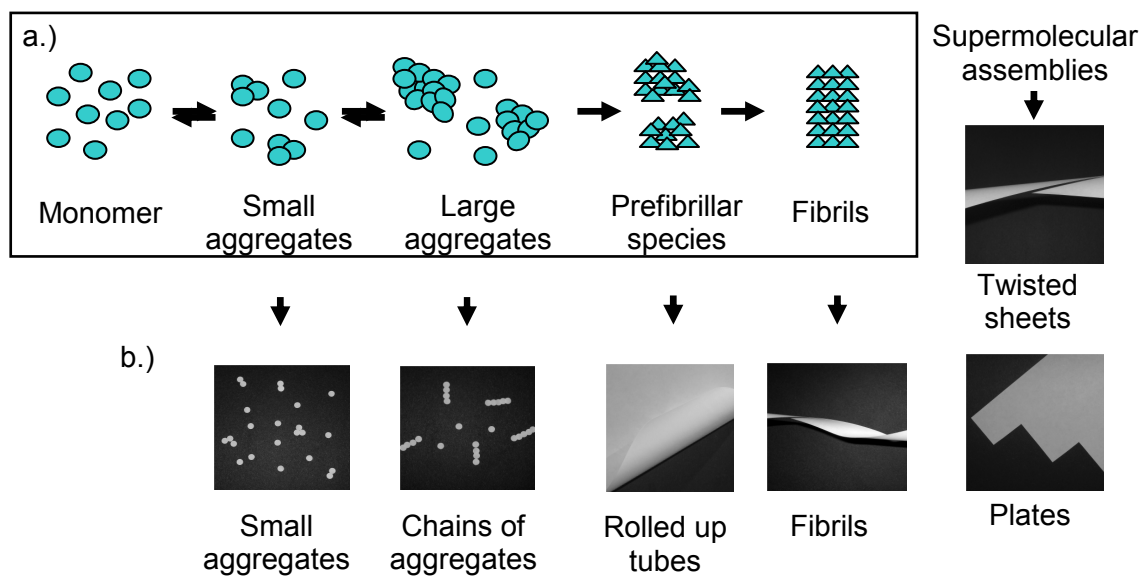 a.)
Supermolecular
assemblies
Monomer
Small
aggregates
Large
aggregates
Prefibrillar
species
Fibrils
Twisted
sheets
b.)
Small
aggregates
Chains of
aggregates
Rolled up
tubes
Fibrils
Plates